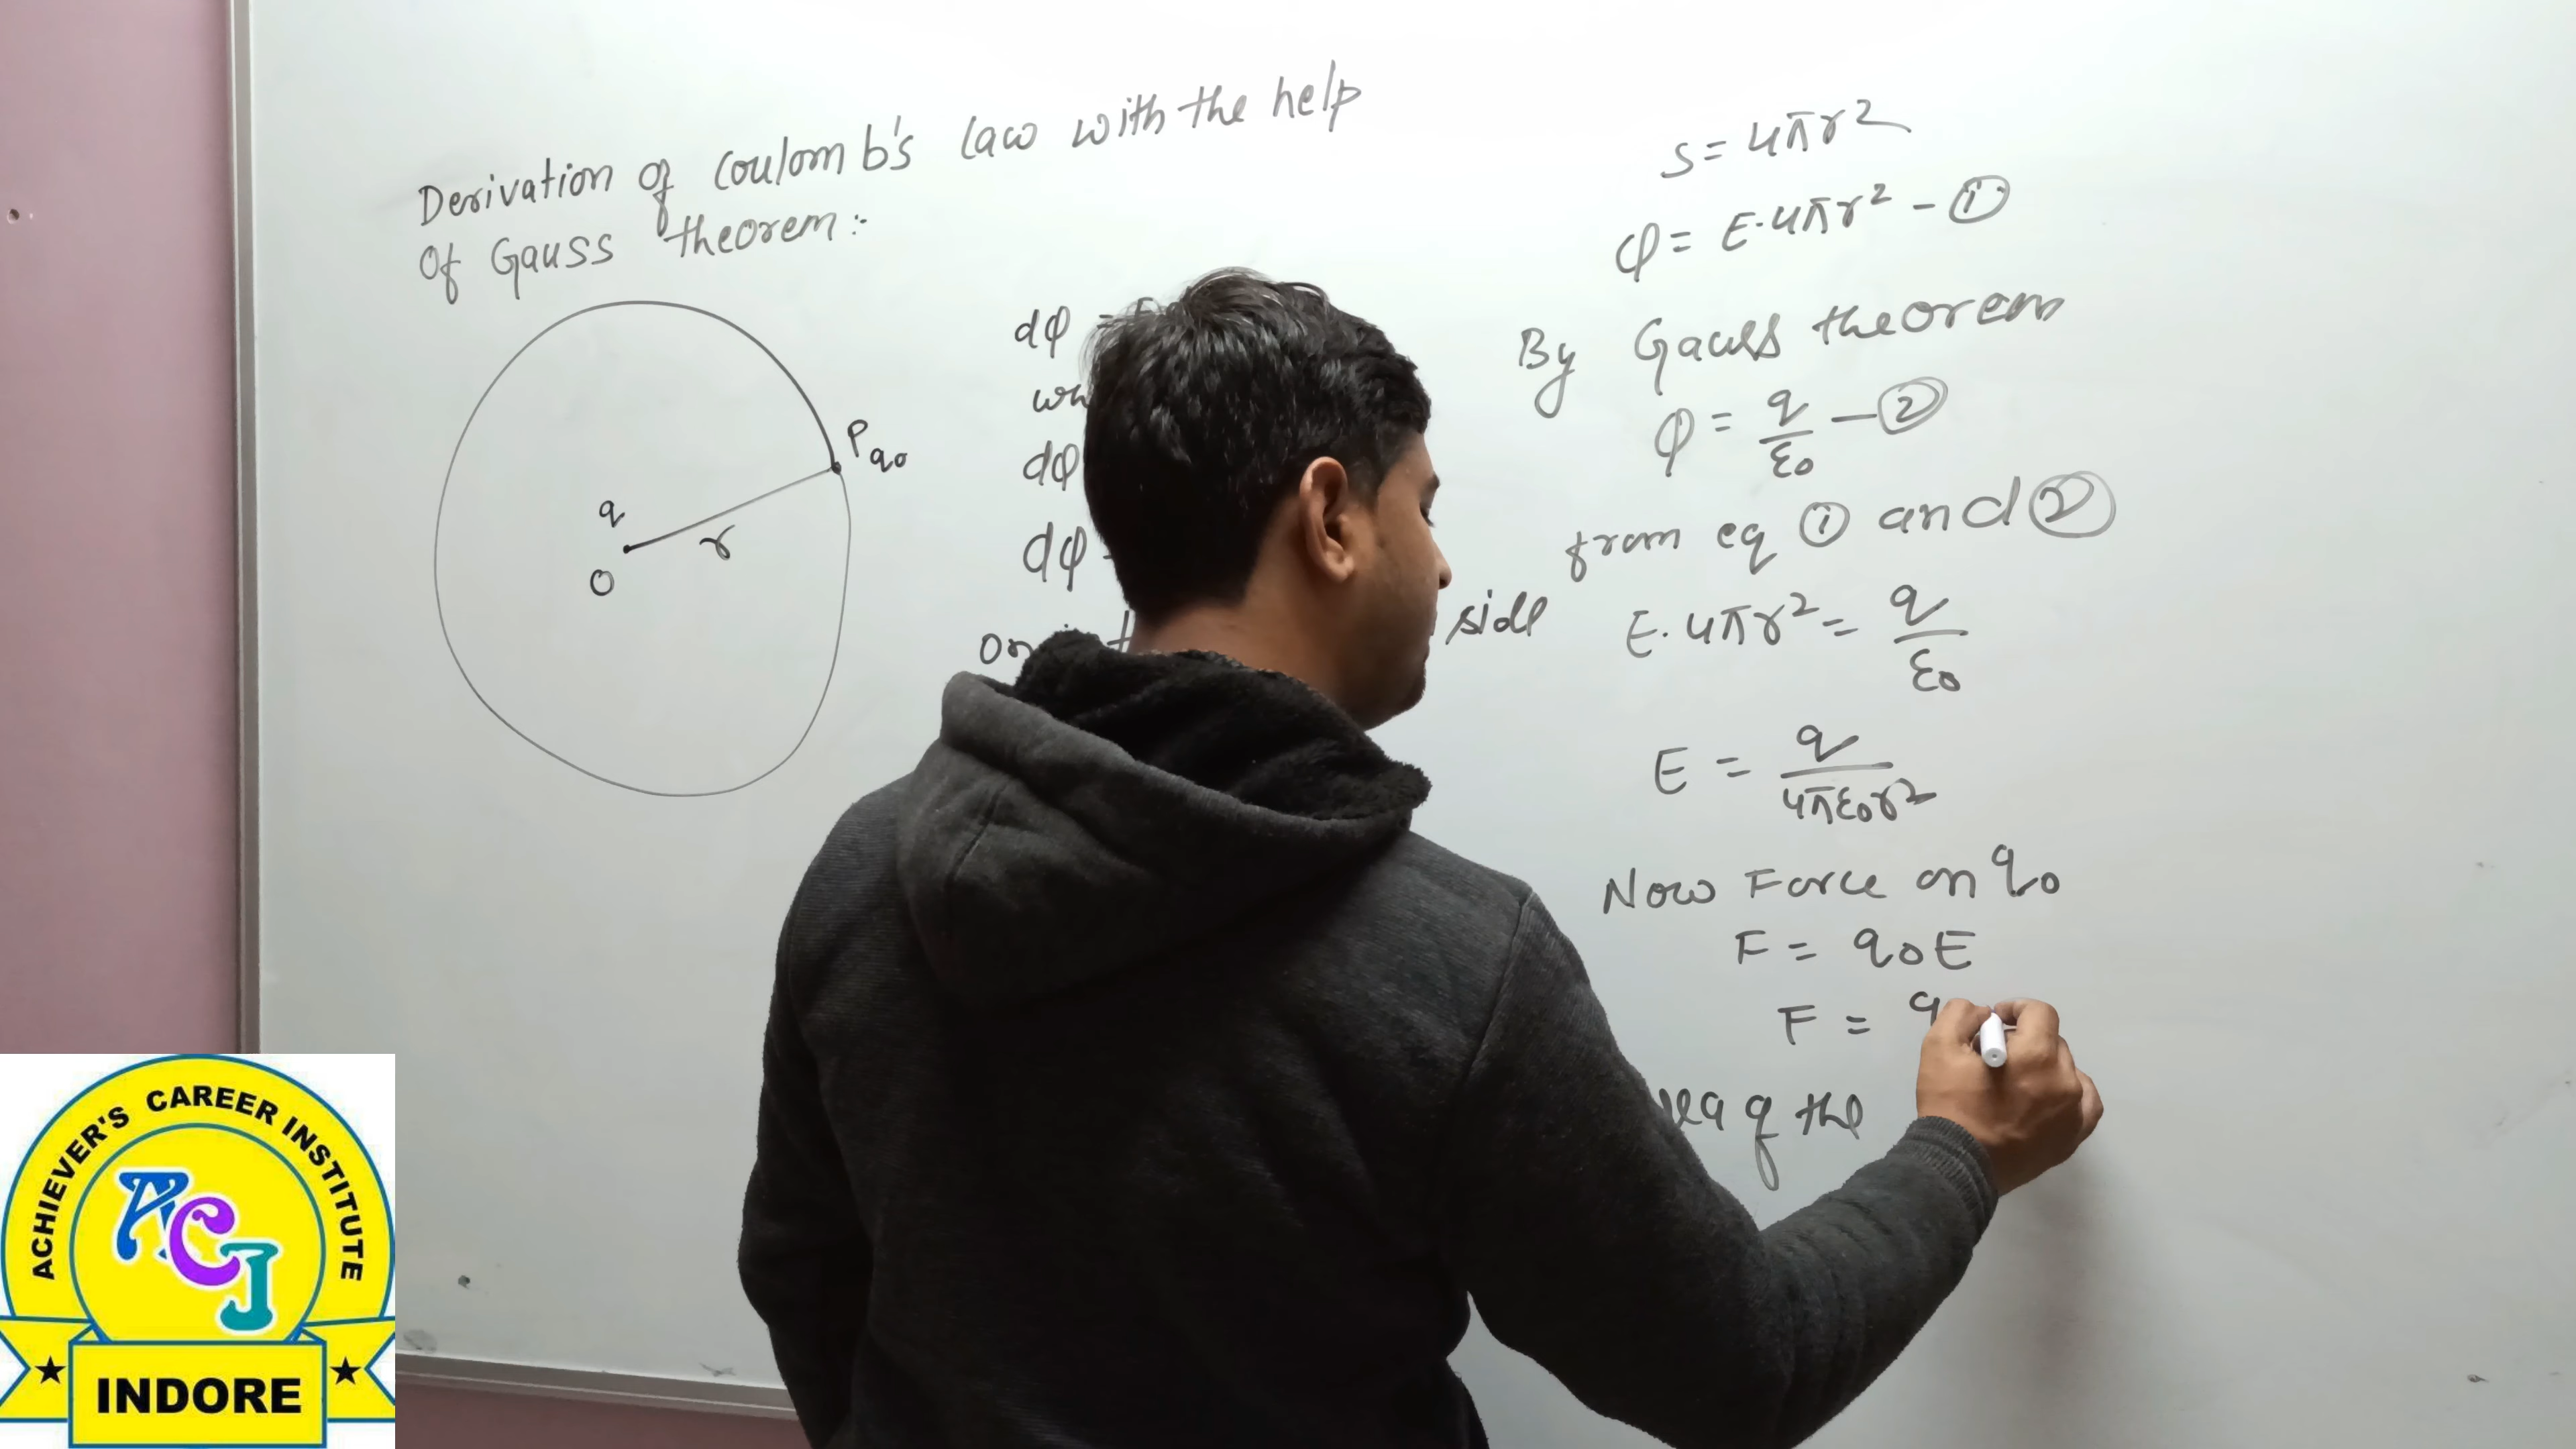 Derivation of Coulomb's law with the help
Of Gauss theorem :-
P q₀
q
r
O
dφ =
dφ
dφ
side
S = 4πr²
φ = E·4πr² - ①
By Gauss theorem
φ = q/ε₀ - ②
from eq ① and ②
E·4πr² = q/ε₀
E = q/4πε₀r²
Now Force on q₀
F = q₀E
F = q
the
ACHIEVER'S CAREER INSTITUTE
ACI
INDORE